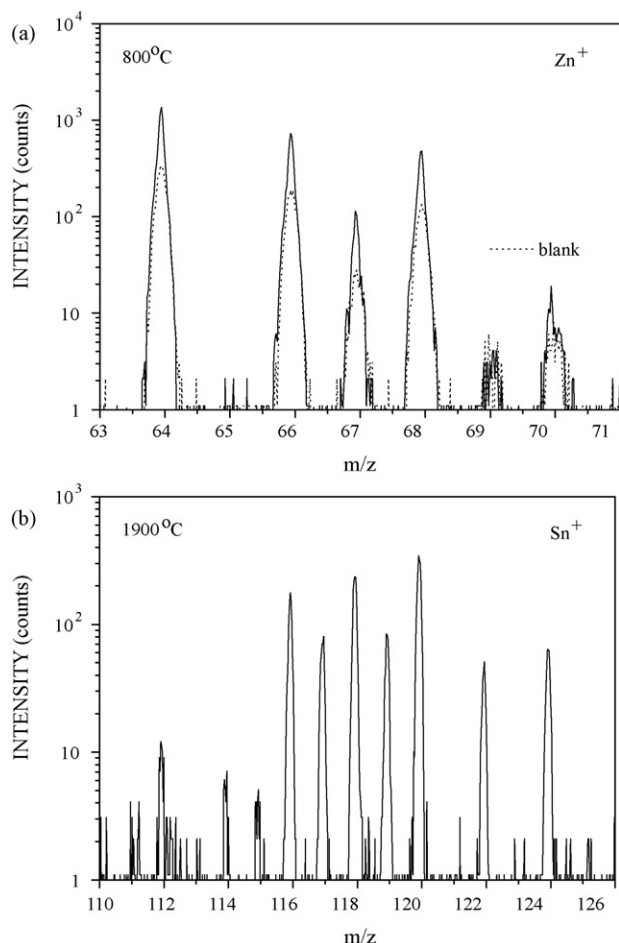 (a)
10^4
800°C
Zn^+
10^3
10^2
blank
10
1
INTENSITY (counts)
63 64 65 66 67 68 69 70 71
m/z
(b)
10^3
1900°C
Sn^+
10^2
10
1
INTENSITY (counts)
110 112 114 116 118 120 122 124 126
m/z